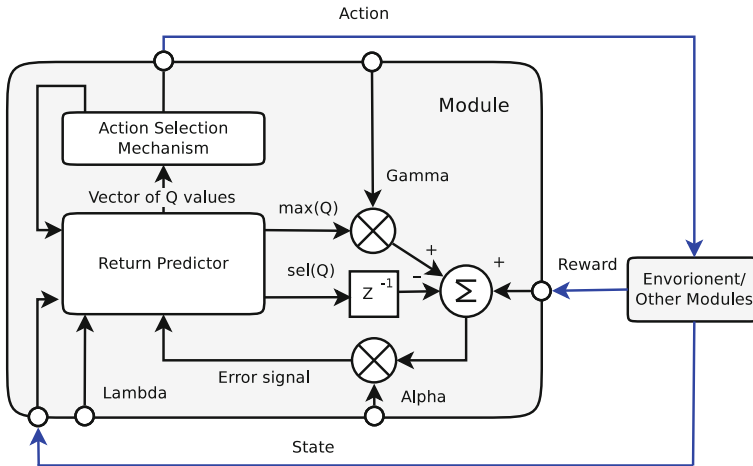 Action
Module
Action Selection
Mechanism
Vector of Q values
Gamma
max(Q)
+
Return Predictor
sel(Q)
Z -1
–
Σ
+
Reward
Envorionent/
Other Modules
Error signal
Lambda
Alpha
State